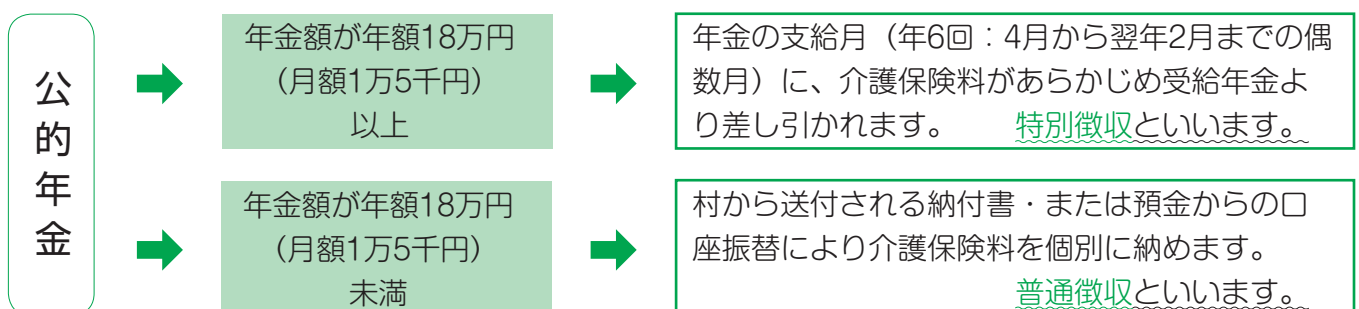 公的年金
年金額が年額18万円
(月額1万5千円)
以上
年金の支給月（年6回：4月から翌年2月までの偶
数月）に、介護保険料があらかじめ受給年金よ
り差し引かれます。　　特別徴収といいます。
年金額が年額18万円
(月額1万5千円)
未満
村から送付される納付書・または預金からの口
座振替により介護保険料を個別に納めます。
普通徴収といいます。